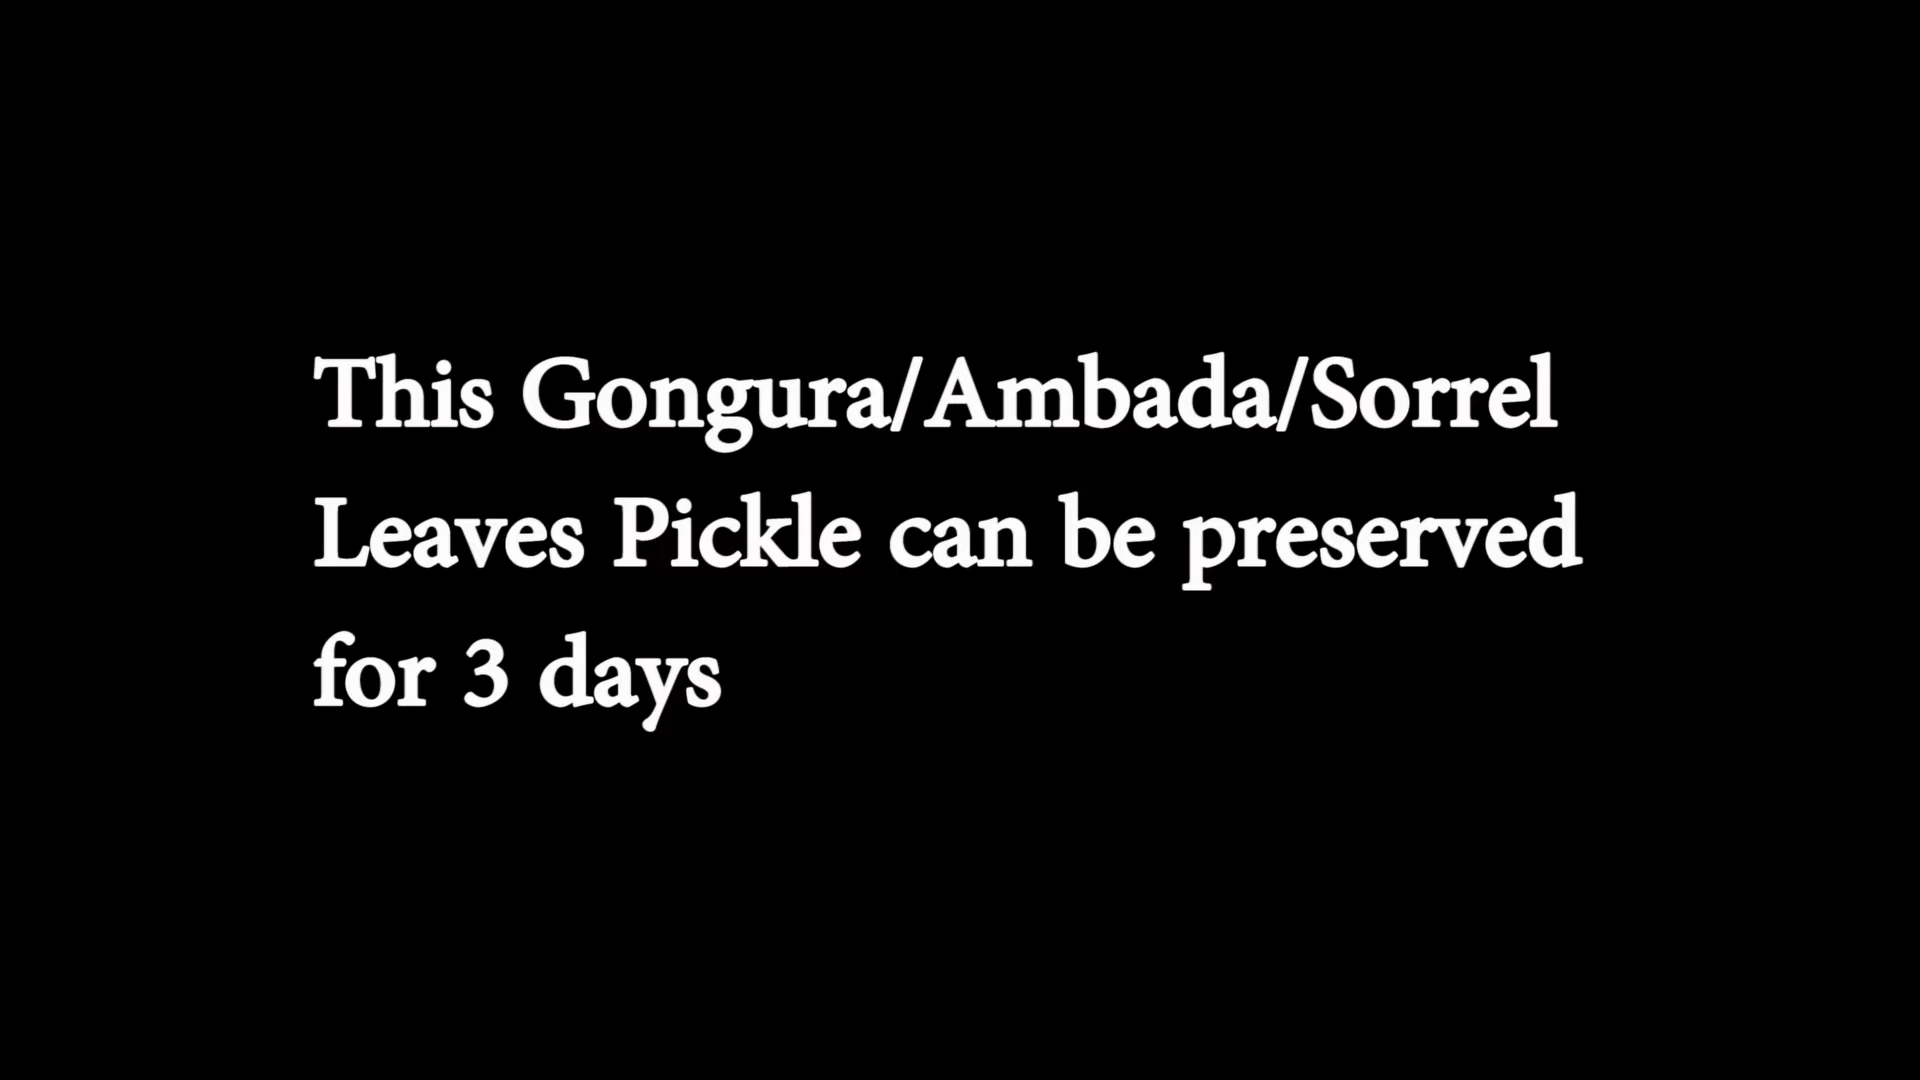 This Gongura/Ambada/Sorrel
Leaves Pickle can be preserved
for 3 days